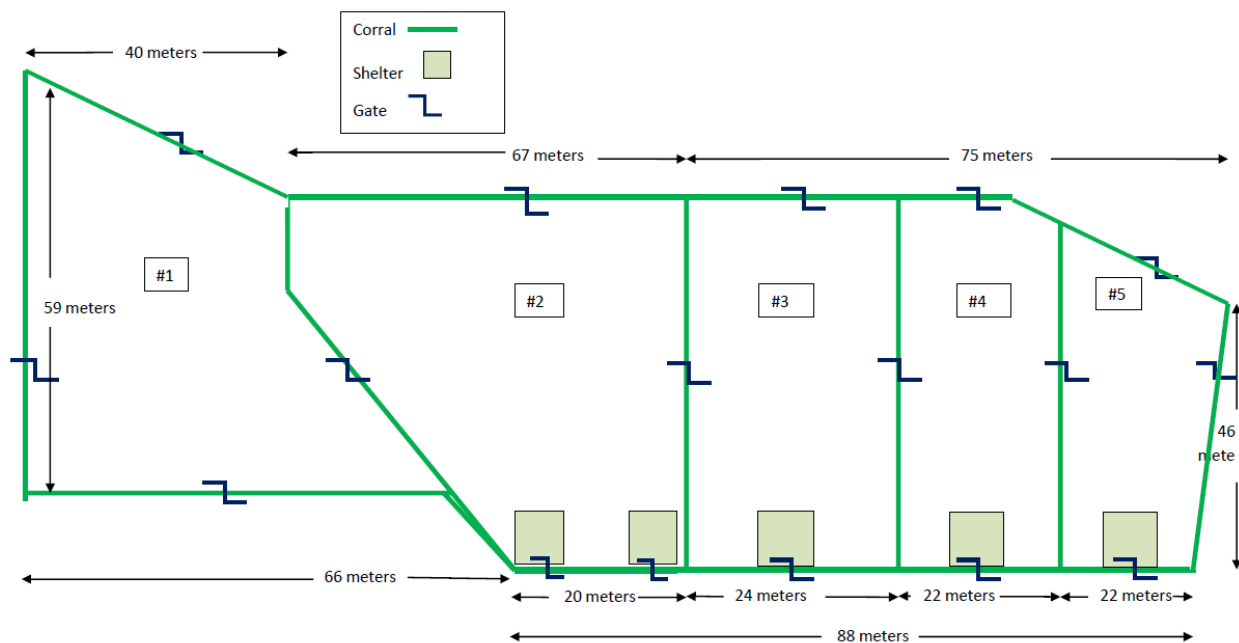 Corral
Shelter
Gate
40 meters
67 meters
75 meters
#1
59 meters
#2
#3
#4
#5
46
mete
66 meters
20 meters
24 meters
22 meters
22 meters
88 meters